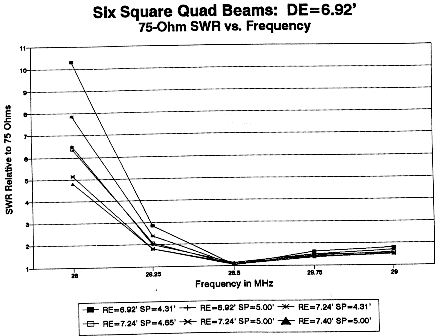 Six Square Quad Beams: DE=6.92'
75-Ohm SWR vs. Frequency
SWR Relative to 75 Ohms
11
10
9
8
7
6
5
4
3
2
1
28 28.25 28.5 28.75 29
Frequency in MHz
RE=6.92' SP=4.31' RE=6.92' SP=5.00' RE=7.24' SP=4.31'
RE=7.24' SP=4.65' RE=7.24' SP=5.00' RE=7.40' SP=5.00'